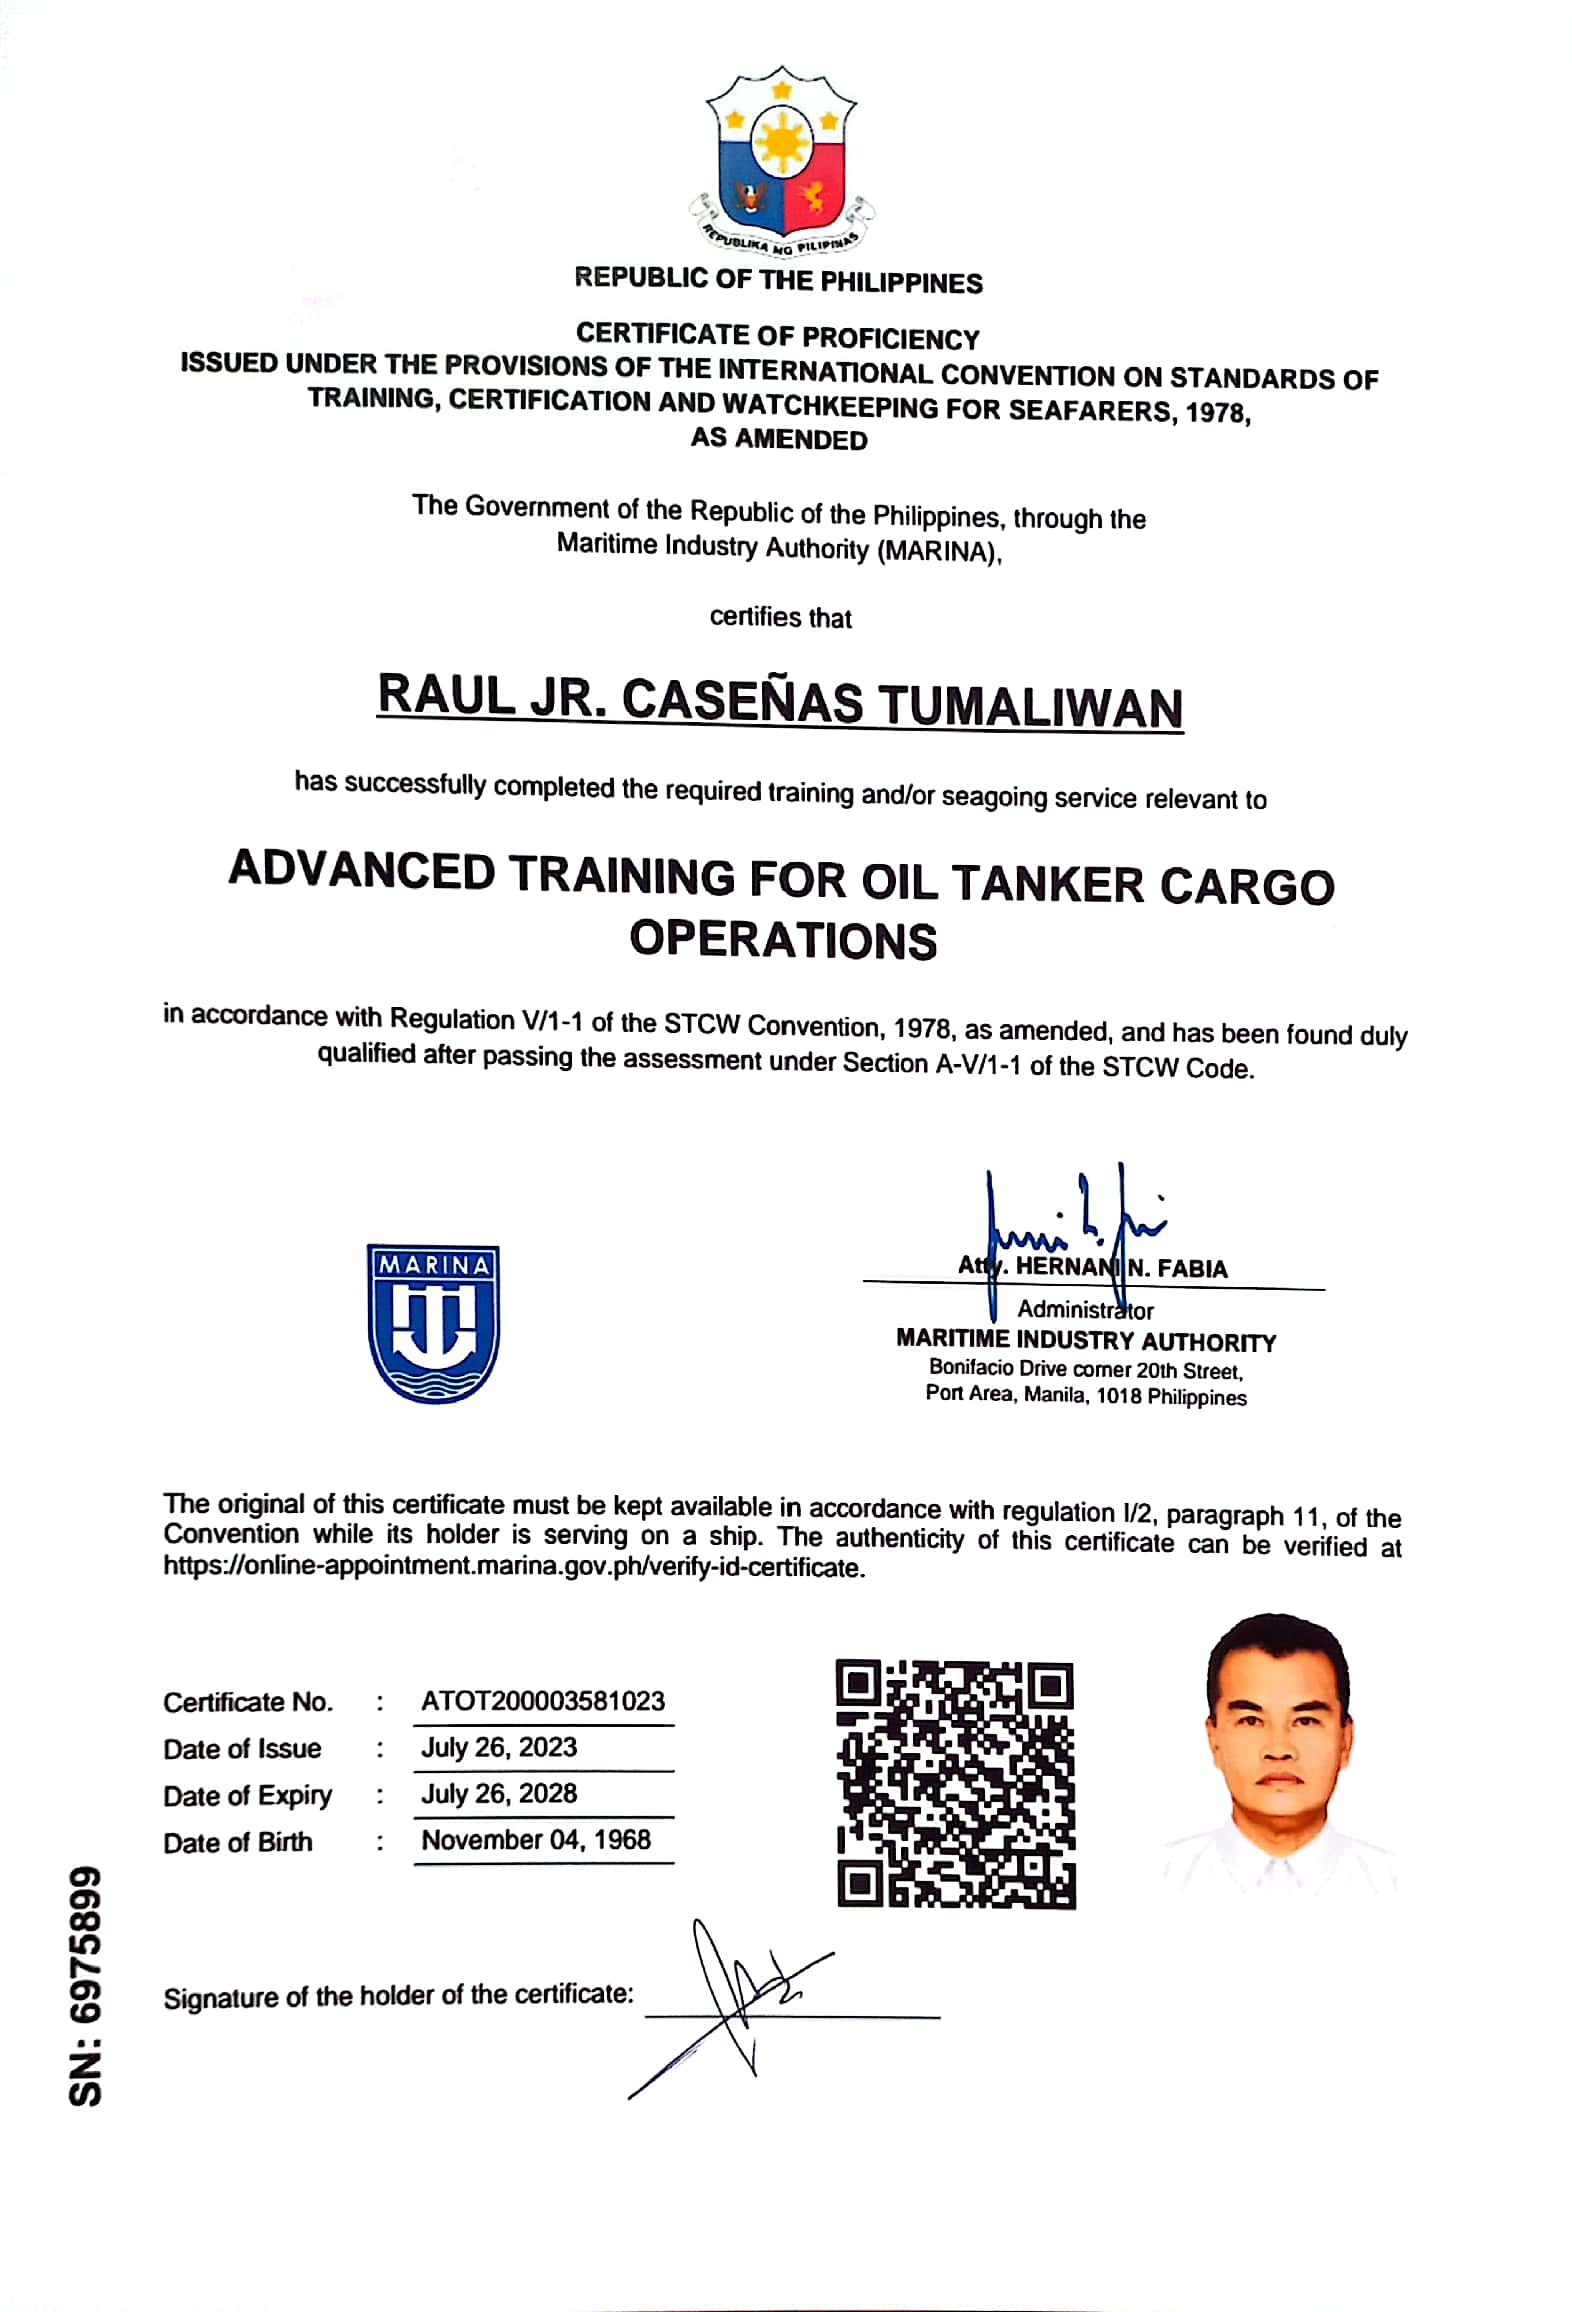 REPUBLIKA NG PILIPINAS
REPUBLIC OF THE PHILIPPINES
CERTIFICATE OF PROFICIENCY
ISSUED UNDER THE PROVISIONS OF THE INTERNATIONAL CONVENTION ON STANDARDS OF
TRAINING, CERTIFICATION AND WATCHKEEPING FOR SEAFARERS, 1978,
AS AMENDED
The Government of the Republic of the Philippines, through the
Maritime Industry Authority (MARINA),
certifies that
RAUL JR. CASEÑAS TUMALIWAN
has successfully completed the required training and/or seagoing service relevant to
ADVANCED TRAINING FOR OIL TANKER CARGO
OPERATIONS
in accordance with Regulation V/1-1 of the STCW Convention, 1978, as amended, and has been found duly
qualified after passing the assessment under Section A-V/1-1 of the STCW Code.
MARINA
Atty. HERNANI N. FABIA
Administrator
MARITIME INDUSTRY AUTHORITY
Bonifacio Drive corner 20th Street,
Port Area, Manila, 1018 Philippines
The original of this certificate must be kept available in accordance with regulation I/2, paragraph 11, of the
Convention while its holder is serving on a ship. The authenticity of this certificate can be verified at
https://online-appointment.marina.gov.ph/verify-id-certificate.
Certificate No. : ATOT200003581023
Date of Issue : July 26, 2023
Date of Expiry : July 26, 2028
Date of Birth : November 04, 1968
Signature of the holder of the certificate:
SN: 6975899